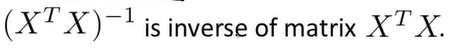 $(X^T X)^{-1}$ is inverse of matrix $X^T X$.